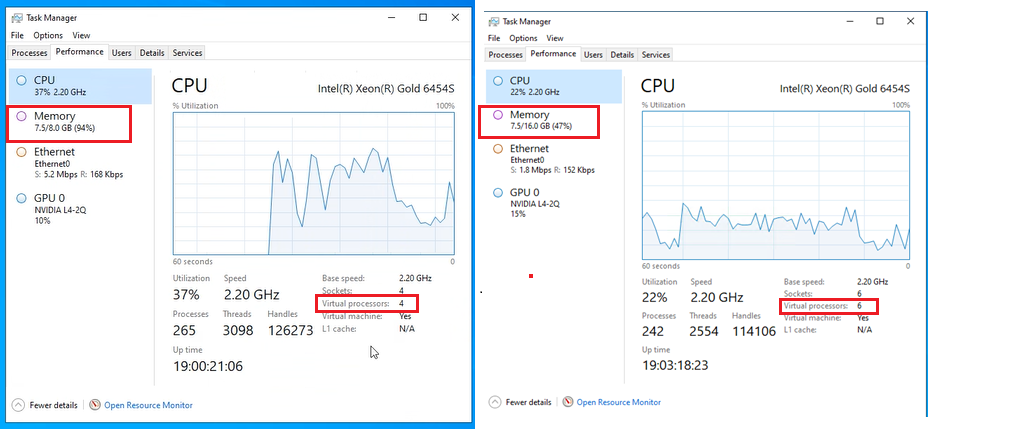 Task Manager
File Options View
Processes Performance Users Details Services
CPU
37% 2.20 GHz
Memory
7.5/8.0 GB (94%)
Ethernet
Ethernet0
S: 5.2 Mbps R: 168 Kbps
GPU 0
NVIDIA L4-2Q
10%
CPU
Intel(R) Xeon(R) Gold 6454S
% Utilization
100%
60 seconds
0
Utilization Speed
37% 2.20 GHz
Processes Threads Handles
265 3098 126273
Up time
19:00:21:06
Base speed: 2.20 GHz
Sockets: 4
Virtual processors: 4
Virtual machine: Yes
L1 cache: N/A
Fewer details
Open Resource Monitor
Task Manager
File Options View
Processes Performance Users Details Services
CPU
22% 2.20 GHz
Memory
7.5/16.0 GB (47%)
Ethernet
Ethernet0
S: 1.8 Mbps R: 152 Kbps
GPU 0
NVIDIA L4-2Q
15%
CPU
Intel(R) Xeon(R) Gold 6454S
% Utilization
100%
60 seconds
0
Utilization Speed
22% 2.20 GHz
Processes Threads Handles
242 2554 114106
Up time
19:03:18:23
Base speed: 2.20 GHz
Sockets: 6
Virtual processors: 6
Virtual machine: Yes
L1 cache: N/A
Fewer details
Open Resource Monitor